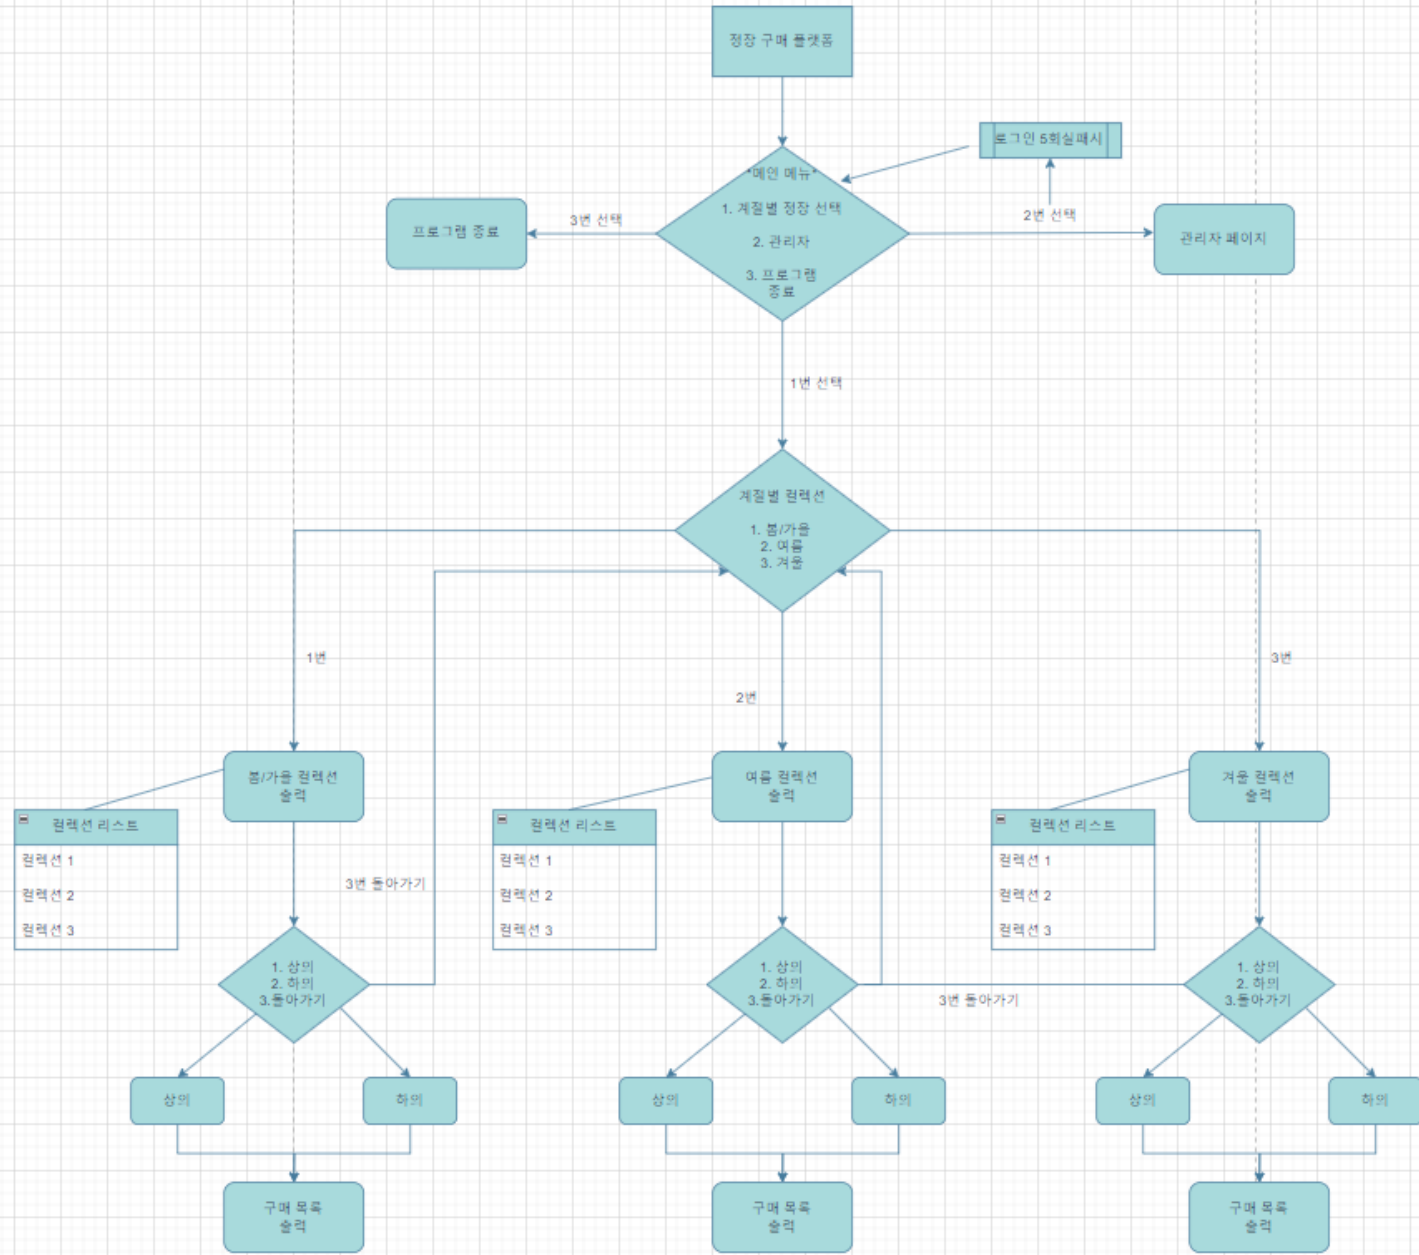 정장 구매 플랫폼
로그인 5회실패시
*메인 메뉴*
1. 계절별 정장 선택
2. 관리자
3. 프로그램
종료
3번 선택
프로그램 종료
2번 선택
관리자 페이지
1번 선택
계절별 컬렉션
1. 봄/가을
2. 여름
3. 겨울
1번
2번
3번
봄/가을 컬렉션
출력
컬렉션 리스트
컬렉션 1
컬렉션 2
컬렉션 3
3번 돌아가기
1. 상의
2. 하의
3.돌아가기
상의
하의
구매 목록
출력
여름 컬렉션
출력
컬렉션 리스트
컬렉션 1
컬렉션 2
컬렉션 3
1. 상의
2. 하의
3.돌아가기
3번 돌아가기
상의
하의
구매 목록
출력
겨울 컬렉션
출력
컬렉션 리스트
컬렉션 1
컬렉션 2
컬렉션 3
1. 상의
2. 하의
3.돌아가기
상의
하의
구매 목록
출력